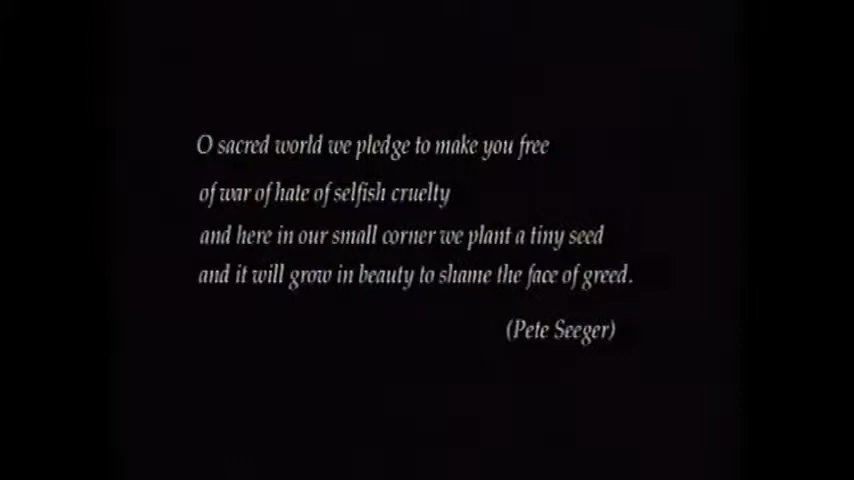 O sacred world we pledge to make you free
of war of hate of selfish cruelty
and here in our small corner we plant a tiny seed
and it will grow in beauty to shame the face of greed.
(Pete Seeger)